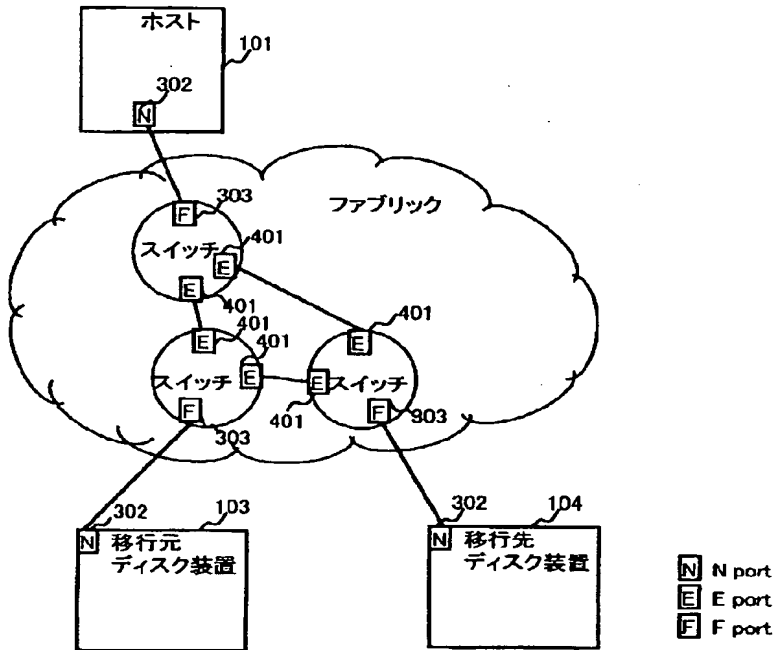 ホスト
101
302
N
F
303
ファブリック
スイッチ
401
E
E
401
401
E
401
E
401
E
スイッチ
E
スイッチ
401
F
303
F
303
302
103
N
移行元
ディスク装置
302
104
N
移行先
ディスク装置
N N port
E E port
F F port